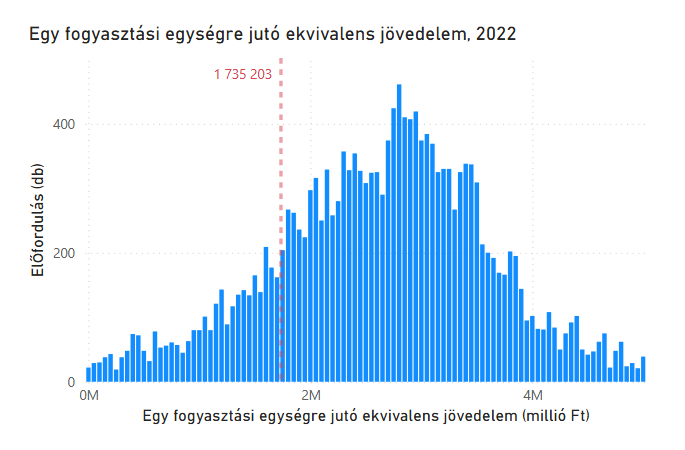 Egy fogyasztási egységre jutó ekvivalens jövedelem, 2022
1 735 203
Előfordulás (db)
400
200
0
0M
2M
4M
Egy fogyasztási egységre jutó ekvivalens jövedelem (millió Ft)